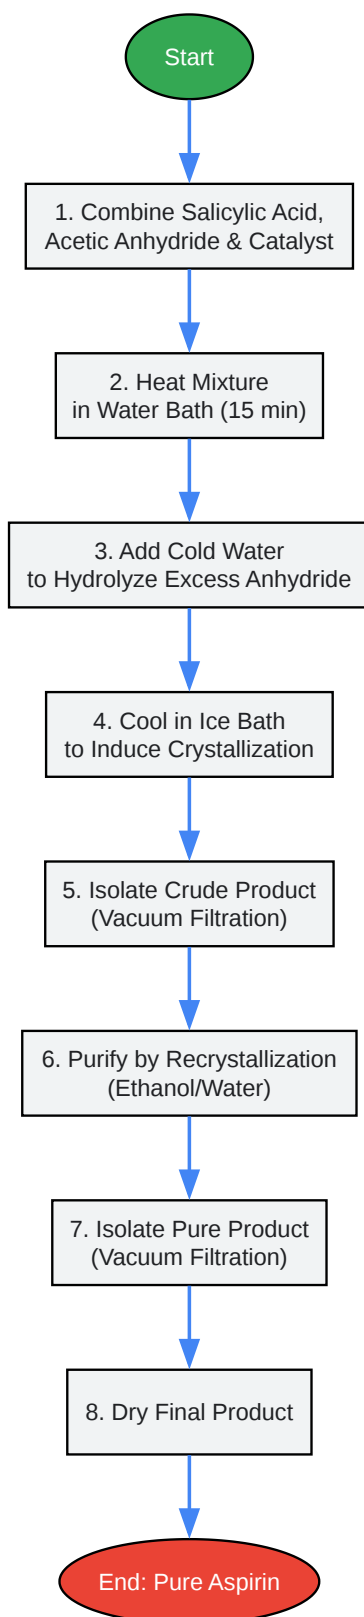 Start
1. Combine Salicylic Acid,
Acetic Anhydride & Catalyst
2. Heat Mixture
in Water Bath (15 min)
3. Add Cold Water
to Hydrolyze Excess Anhydride
4. Cool in Ice Bath
to Induce Crystallization
5. Isolate Crude Product
(Vacuum Filtration)
6. Purify by Recrystallization
(Ethanol/Water)
7. Isolate Pure Product
(Vacuum Filtration)
8. Dry Final Product
End: Pure Aspirin